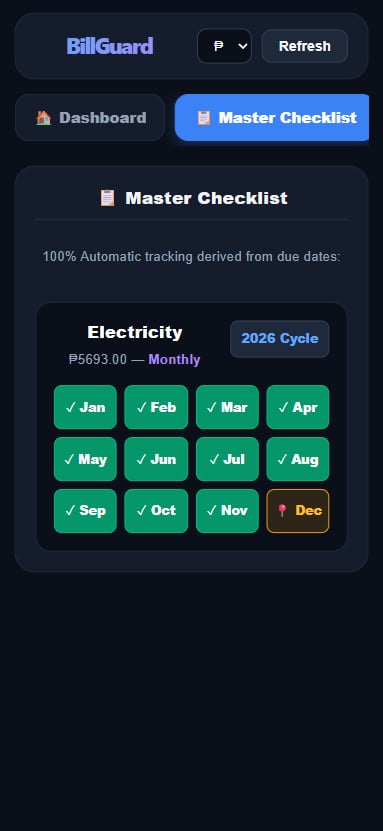 BillGuard
₱
Refresh
🏠 Dashboard
📋 Master Checklist
📋 Master Checklist
100% Automatic tracking derived from due dates:
Electricity
2026 Cycle
₱5693.00 — Monthly
✓ Jan ✓ Feb ✓ Mar ✓ Apr
✓ May ✓ Jun ✓ Jul ✓ Aug
✓ Sep ✓ Oct ✓ Nov 📍 Dec